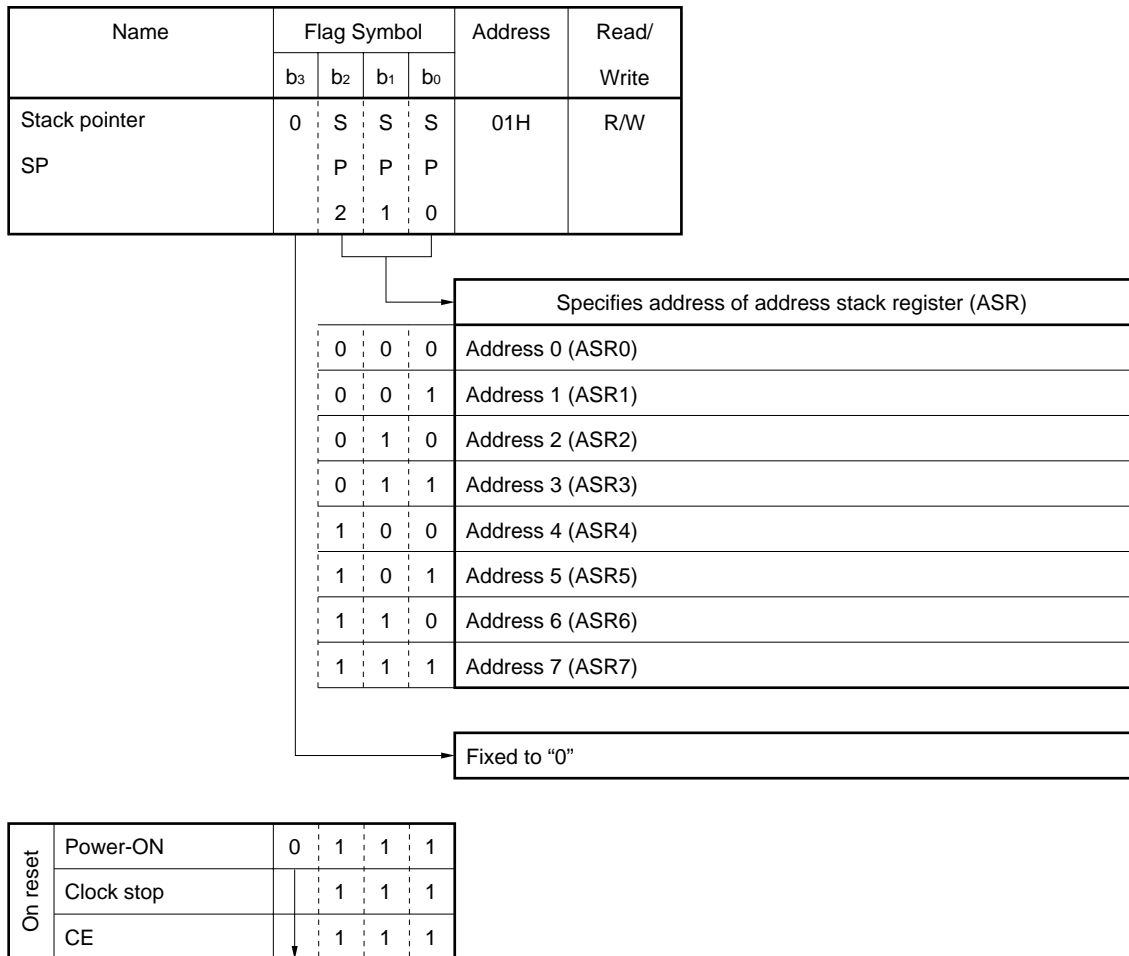 Name Flag Symbol Address Read/
b3 b2 b1 b0 Write
Stack pointer 0 S S S 01H R/W
SP P P P
2 1 0
Specifies address of address stack register (ASR)
0 0 0 Address 0 (ASR0)
0 0 1 Address 1 (ASR1)
0 1 0 Address 2 (ASR2)
0 1 1 Address 3 (ASR3)
1 0 0 Address 4 (ASR4)
1 0 1 Address 5 (ASR5)
1 1 0 Address 6 (ASR6)
1 1 1 Address 7 (ASR7)
Fixed to “0”
On reset
Power-ON 0 1 1 1
Clock stop 1 1 1
CE 1 1 1